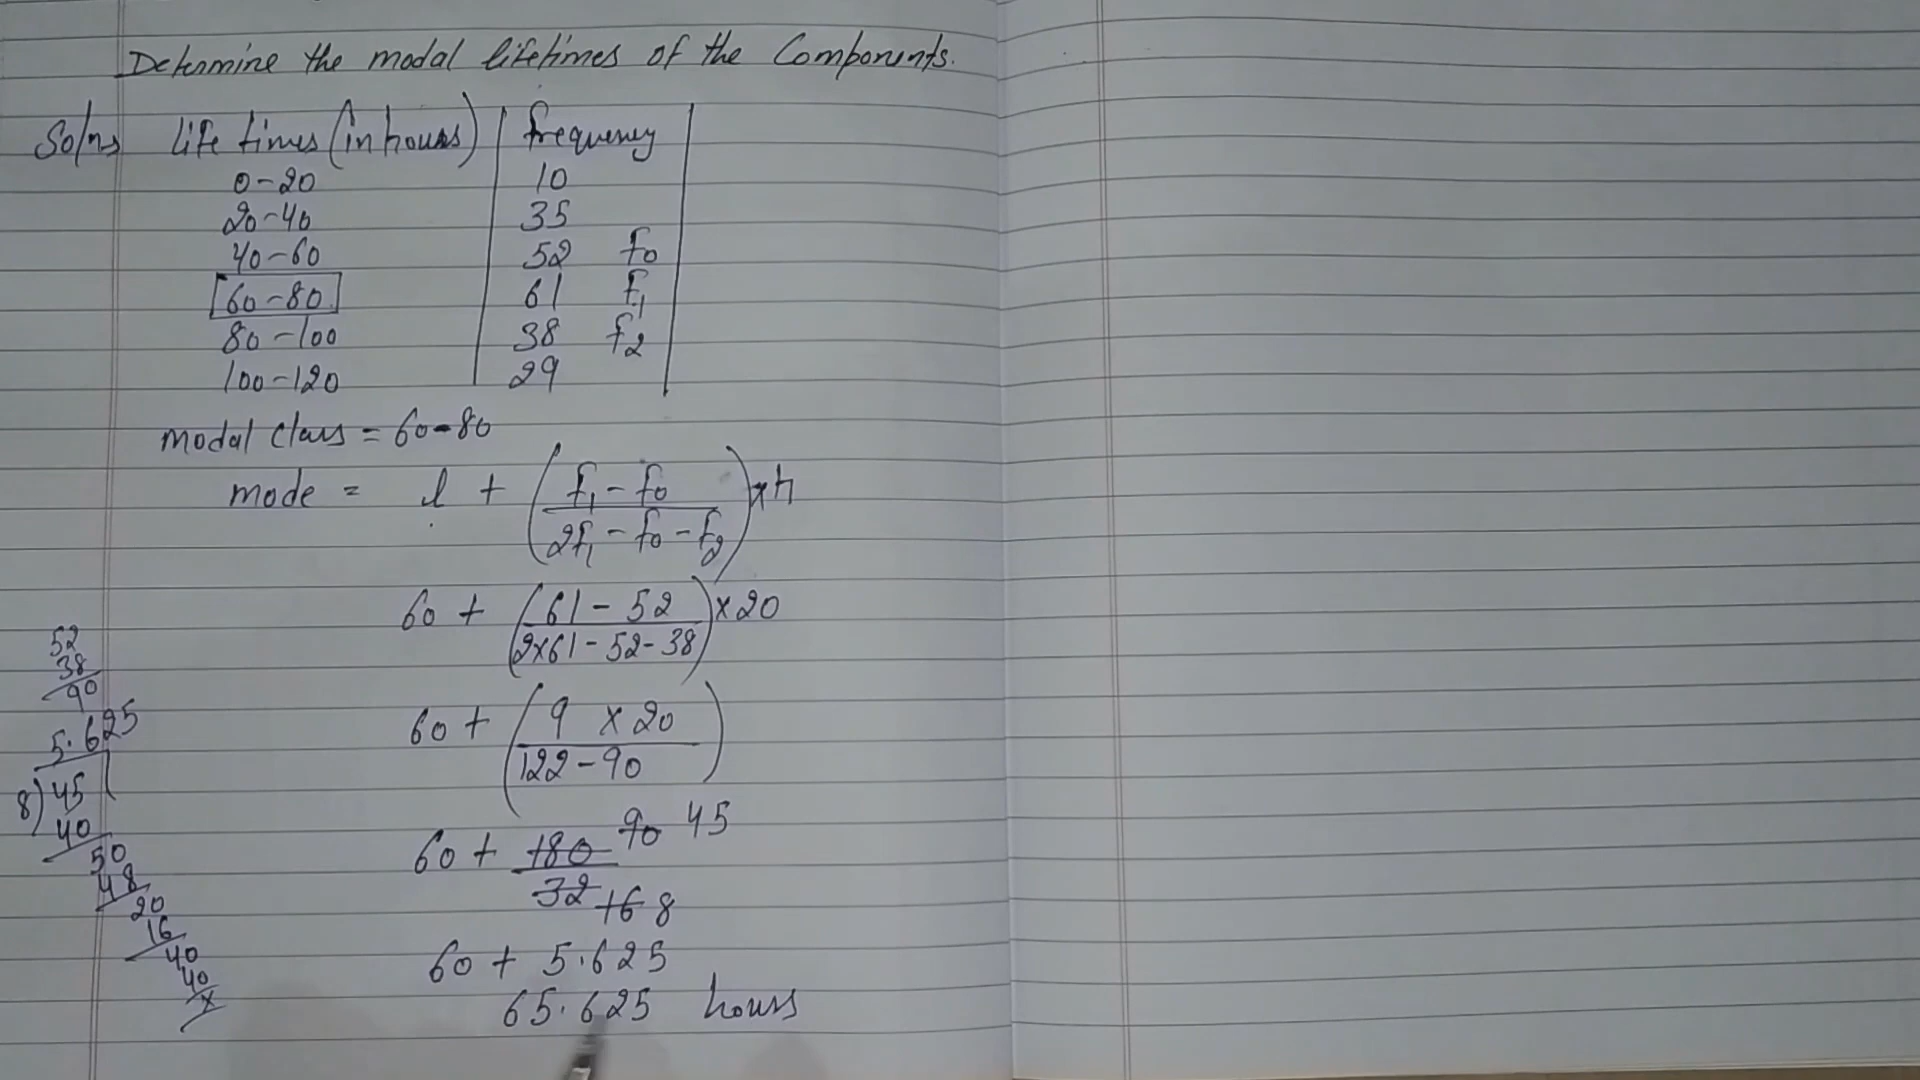 Determine the modal lifetimes of the Components.
Soln life times (in hours) frequency
0-20 10
20-40 35
40-60 52 f0
60-80 61 f1
80-100 38 f2
100-120 29
modal class = 60-80
mode = l + (f1 - f0 / 2f1 - f0 - f2) x h
60 + (61 - 52 / 2x61 - 52 - 38) x 20
60 + (9 x 20 / 122 - 90)
60 + 180 / 32 90 45 16 8
60 + 5.625
65.625 hours
52
38
90
5.625
8) 45
40
50
48
20
16
40
40
x